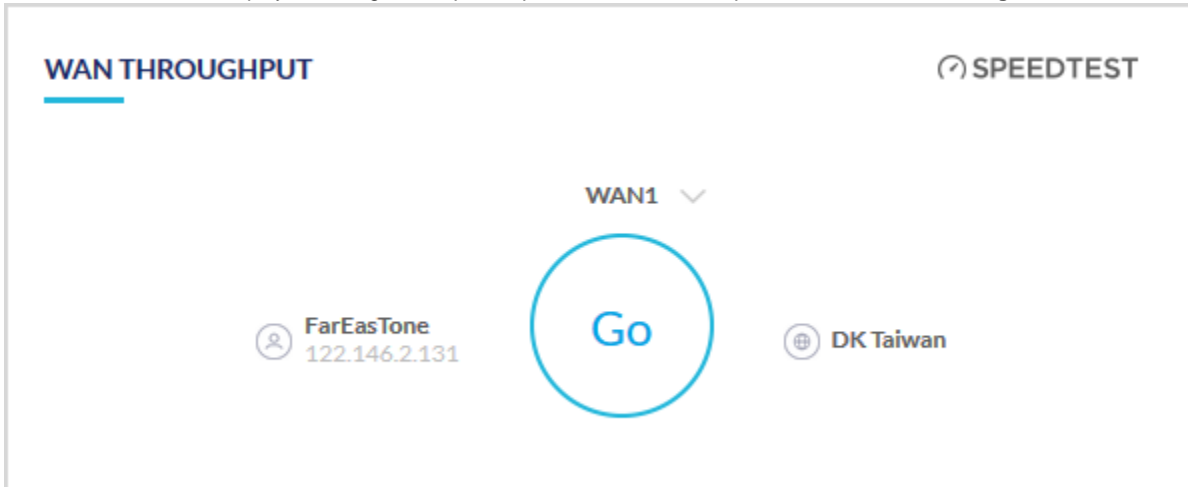 WAN THROUGHPUT
SPEEDTEST
WAN1
FarEasTone
122.146.2.131
Go
DK Taiwan